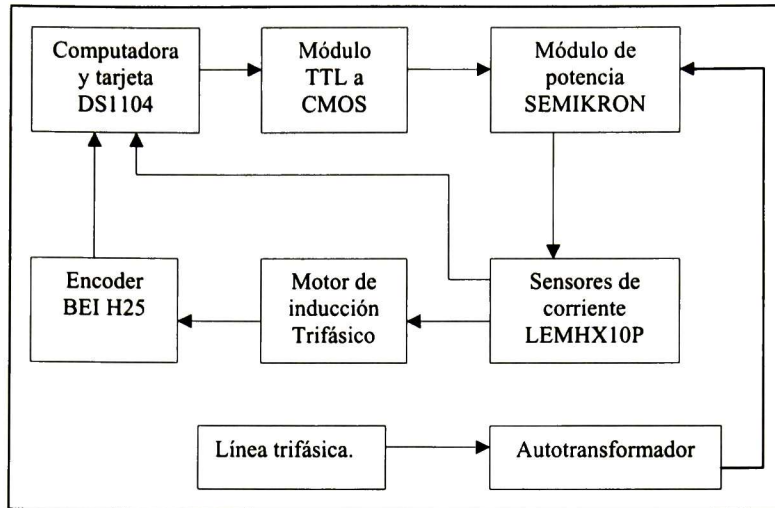 Computadora
y tarjeta
DS1104
Módulo
TTL a
CMOS
Módulo de
potencia
SEMIKRON
Encoder
BEI H25
Motor de
inducción
Trifásico
Sensores de
corriente
LEMHX10P
Línea trifásica.
Autotransformador